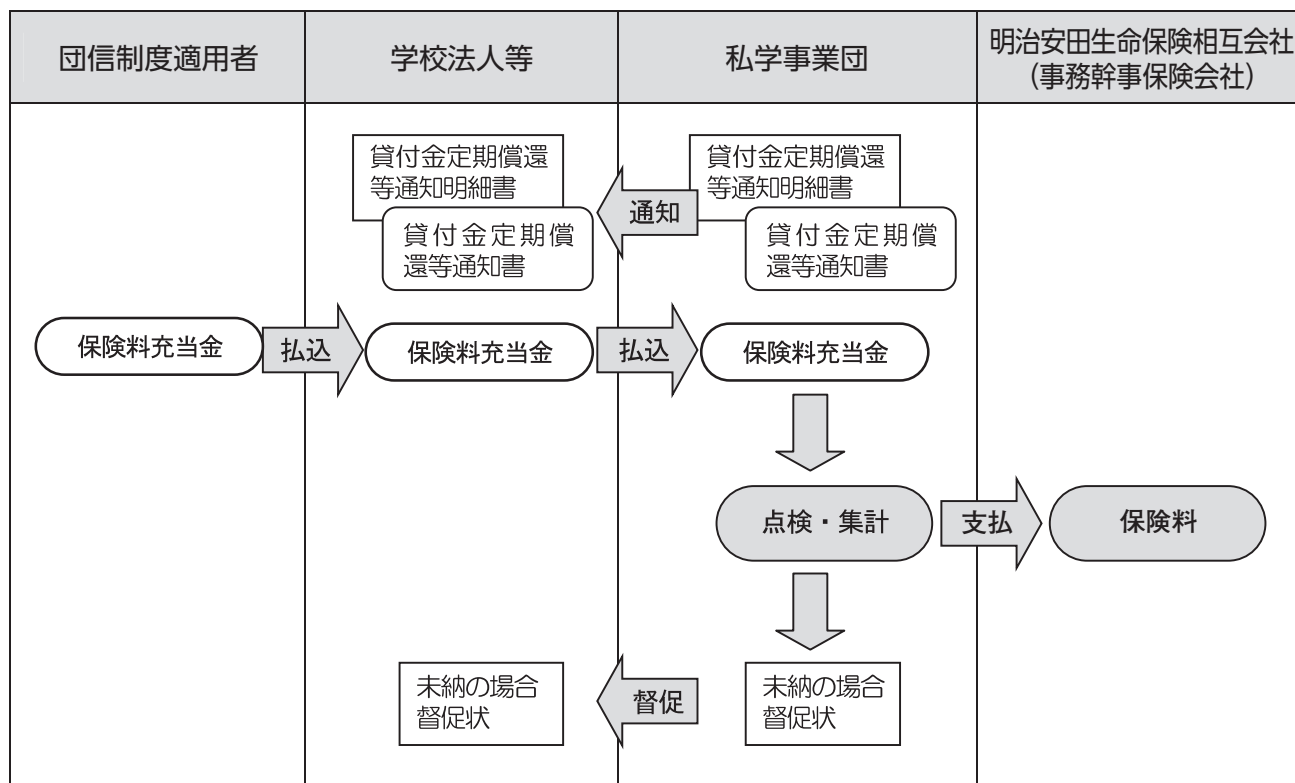 団信制度適用者
学校法人等
私学事業団
明治安田生命保険相互会社
(事務幹事保険会社)
貸付金定期償還
等通知明細書
貸付金定期償
還等通知書
通知
貸付金定期償還
等通知明細書
貸付金定期償
還等通知書
保険料充当金
払込
保険料充当金
払込
保険料充当金
点検・集計
支払
保険料
未納の場合
督促状
督促
未納の場合
督促状